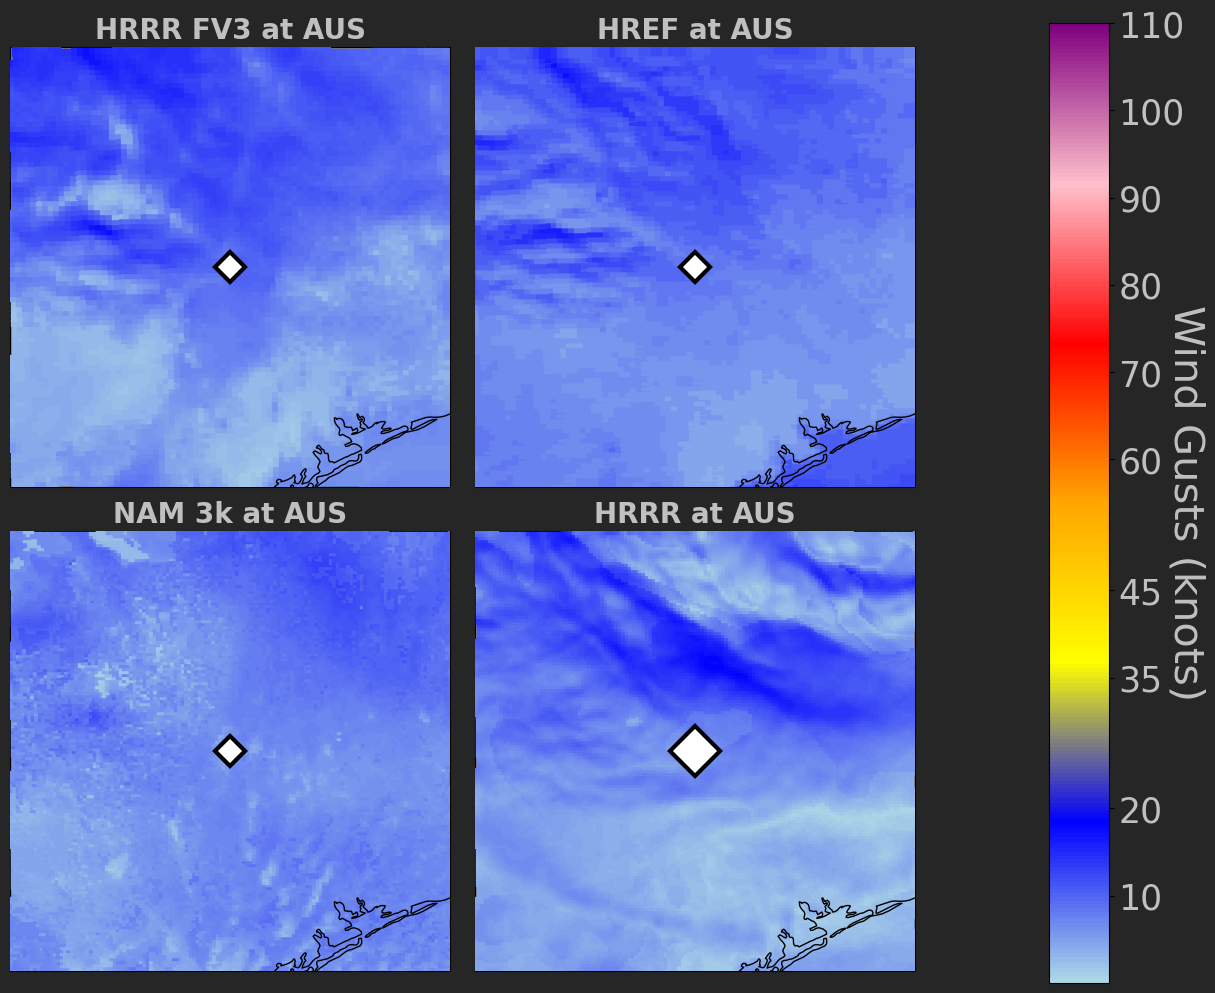 HRRR FV3 at AUS
HREF at AUS
NAM 3k at AUS
HRRR at AUS
110
100
90
80
70
60
45
35
20
10
Wind Gusts (knots)